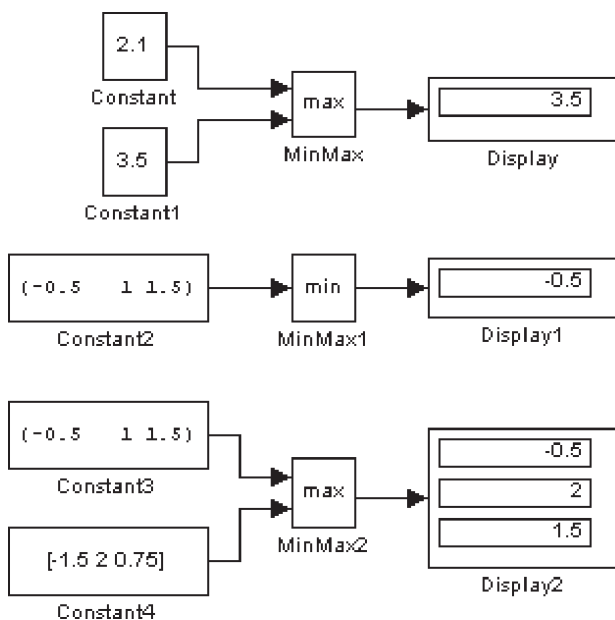 2.1
Constant
3.5
Constant1
max
MinMax
3.5
Display
(-0.5 1 1.5)
Constant2
min
MinMax1
-0.5
Display1
(-0.5 1 1.5)
Constant3
[-1.5 2 0.75]
Constant4
max
MinMax2
-0.5
2
1.5
Display2